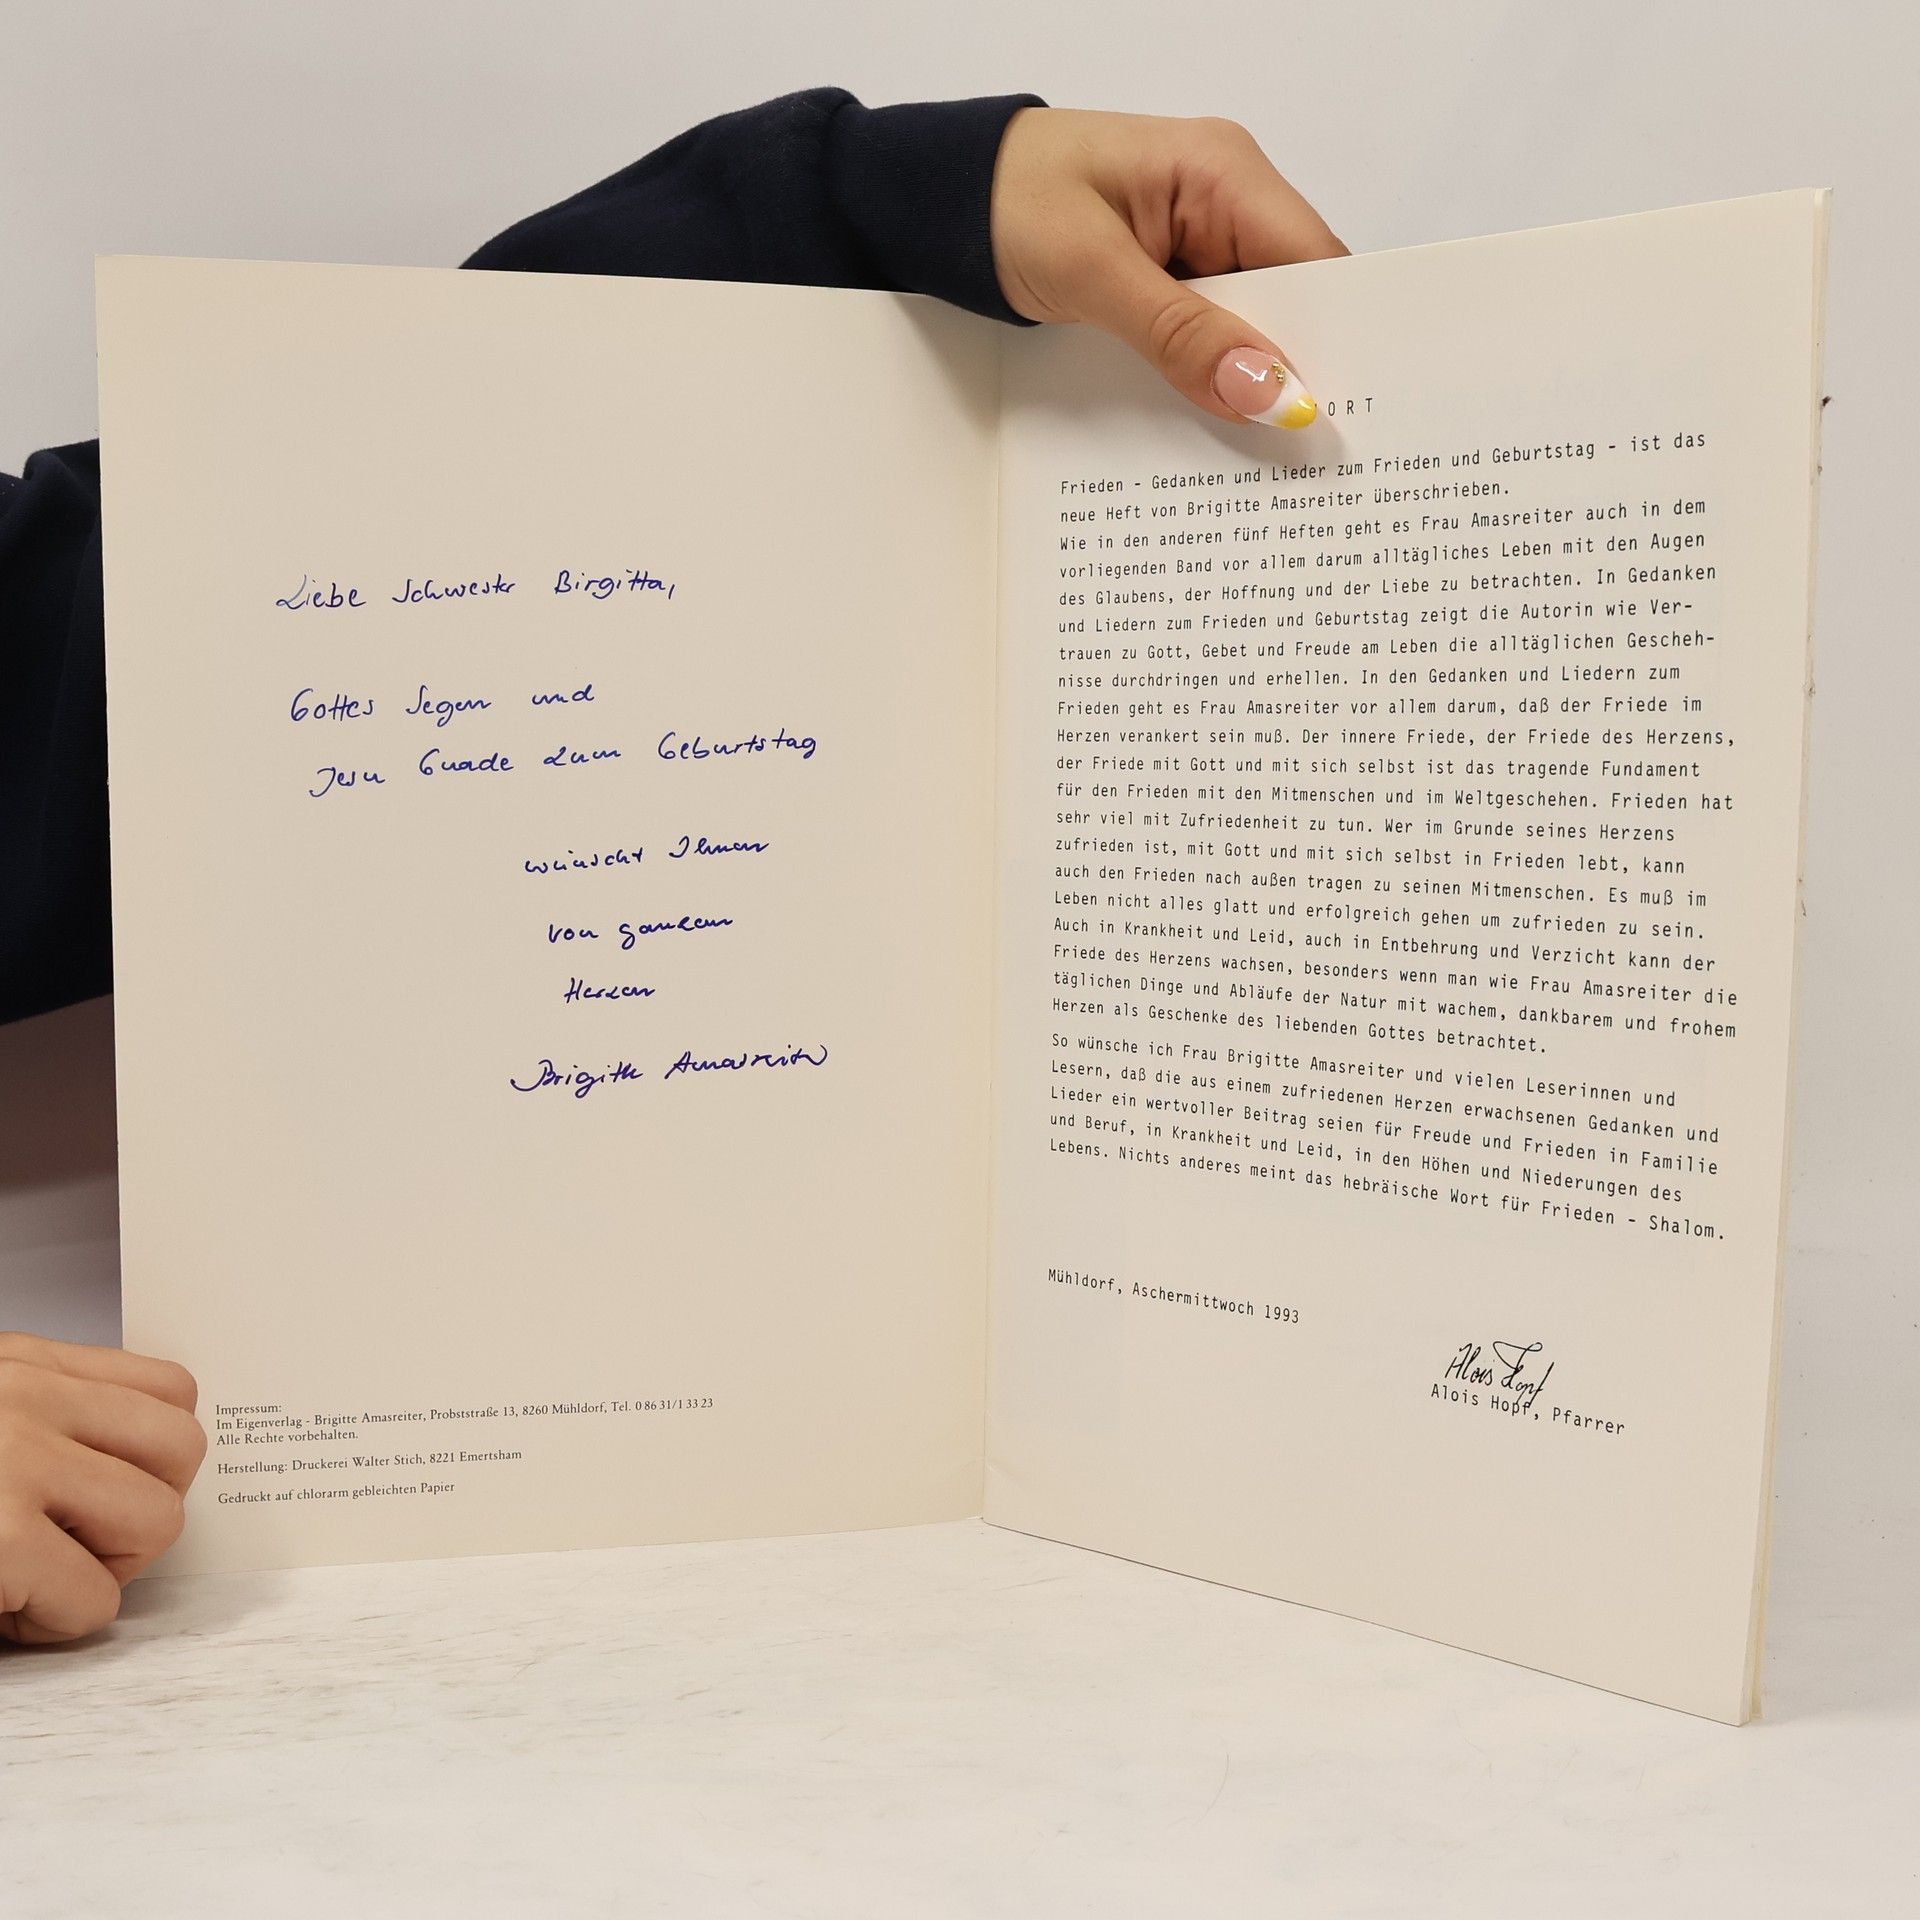 Liebe Schwester Birgitta,
Gottes Segen und
Jesu Gnade zum Geburtstag
wünscht Ihnen
von ganzem
Herzen
Brigitte Amasreiter
Impressum:
Im Eigenverlag - Brigitte Amasreiter, Probststraße 13, 8260 Mühldorf, Tel. 0 86 31/1 33 23
Alle Rechte vorbehalten.
Herstellung: Druckerei Walter Stich, 8221 Emertsham
Gedruckt auf chlorarm gebleichten Papier
ORT
Frieden - Gedanken und Lieder zum Frieden und Geburtstag - ist das
neue Heft von Brigitte Amasreiter überschrieben.
Wie in den anderen fünf Heften geht es Frau Amasreiter auch in dem
vorliegenden Band vor allem darum alltägliches Leben mit den Augen
des Glaubens, der Hoffnung und der Liebe zu betrachten. In Gedanken
und Liedern zum Frieden und Geburtstag zeigt die Autorin wie Ver-
trauen zu Gott, Gebet und Freude am Leben die alltäglichen Gescheh-
nisse durchdringen und erhellen. In den Gedanken und Liedern zum
Frieden geht es Frau Amasreiter vor allem darum, daß der Friede im
Herzen verankert sein muß. Der innere Friede, der Friede des Herzens,
der Friede mit Gott und mit sich selbst ist das tragende Fundament
für den Frieden mit den Mitmenschen und im Weltgeschehen. Frieden hat
sehr viel mit Zufriedenheit zu tun. Wer im Grunde seines Herzens
zufrieden ist, mit Gott und mit sich selbst in Frieden lebt, kann
auch den Frieden nach außen tragen zu seinen Mitmenschen. Es muß im
Leben nicht alles glatt und erfolgreich gehen um zufrieden zu sein.
Auch in Krankheit und Leid, auch in Entbehrung und Verzicht kann der
Friede des Herzens wachsen, besonders wenn man wie Frau Amasreiter die
täglichen Dinge und Abläufe der Natur mit wachem, dankbarem und frohem
Herzen als Geschenke des liebenden Gottes betrachtet.
So wünsche ich Frau Brigitte Amasreiter und vielen Leserinnen und
Lesern, daß die aus einem zufriedenen Herzen erwachsenen Gedanken und
Lieder ein wertvoller Beitrag seien für Freude und Frieden in Familie
und Beruf, in Krankheit und Leid, in den Höhen und Niederungen des
Lebens. Nichts anderes meint das hebräische Wort für Frieden - Shalom.
Mühldorf, Aschermittwoch 1993
Alois Hopf
Alois Hopf, Pfarrer